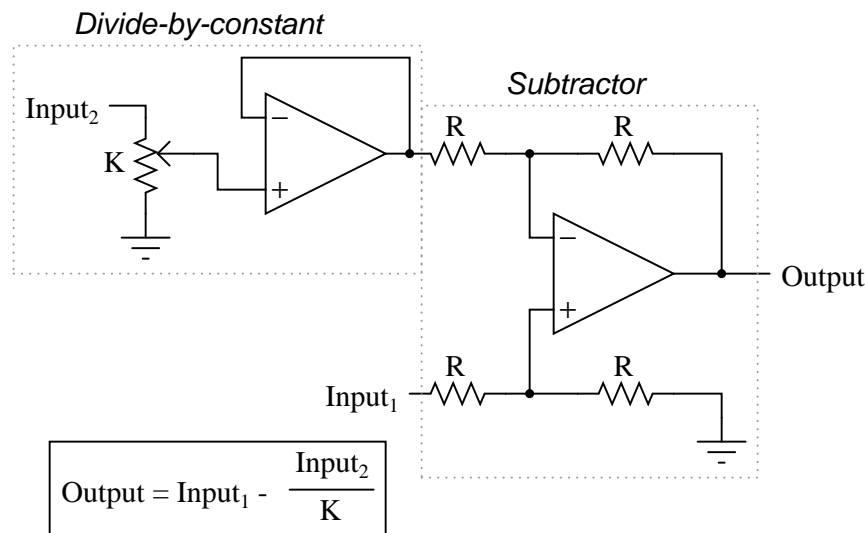 Divide-by-constant
Subtractor
Input₂
R
R
K
−
+
−
+
Output
R
R
Input₁
Output = Input₁ - Input₂ / K